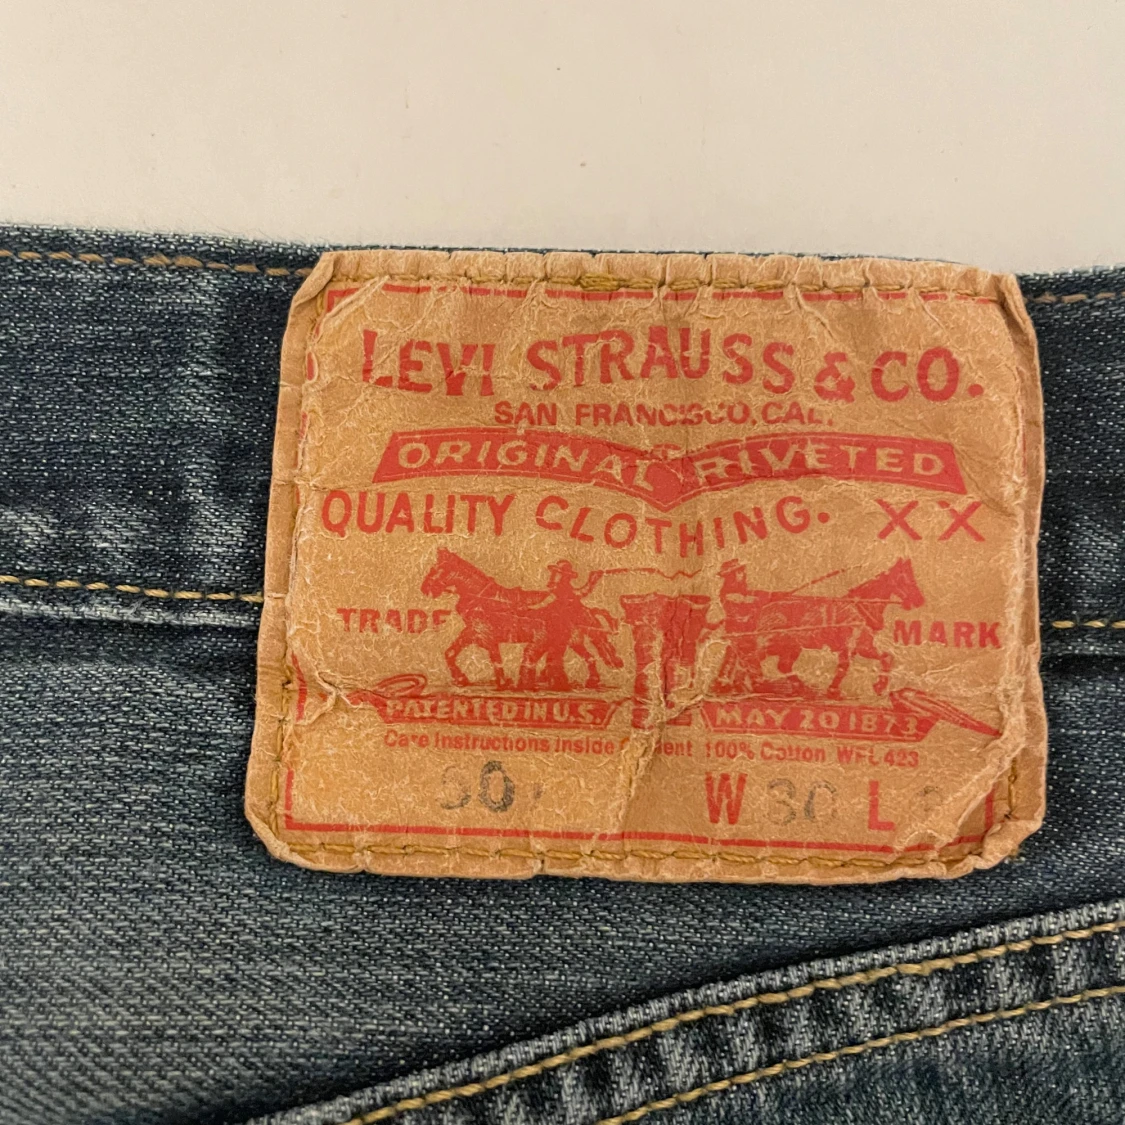 LEVI STRAUSS & CO.
SAN FRANCISCO, CAL.
ORIGINAL RIVETED
QUALITY CLOTHING. XX
TRADE MARK
PATENTED IN U.S. MAY 20 1873
Care Instructions Inside 100% Cotton WPL 423
W 30 L